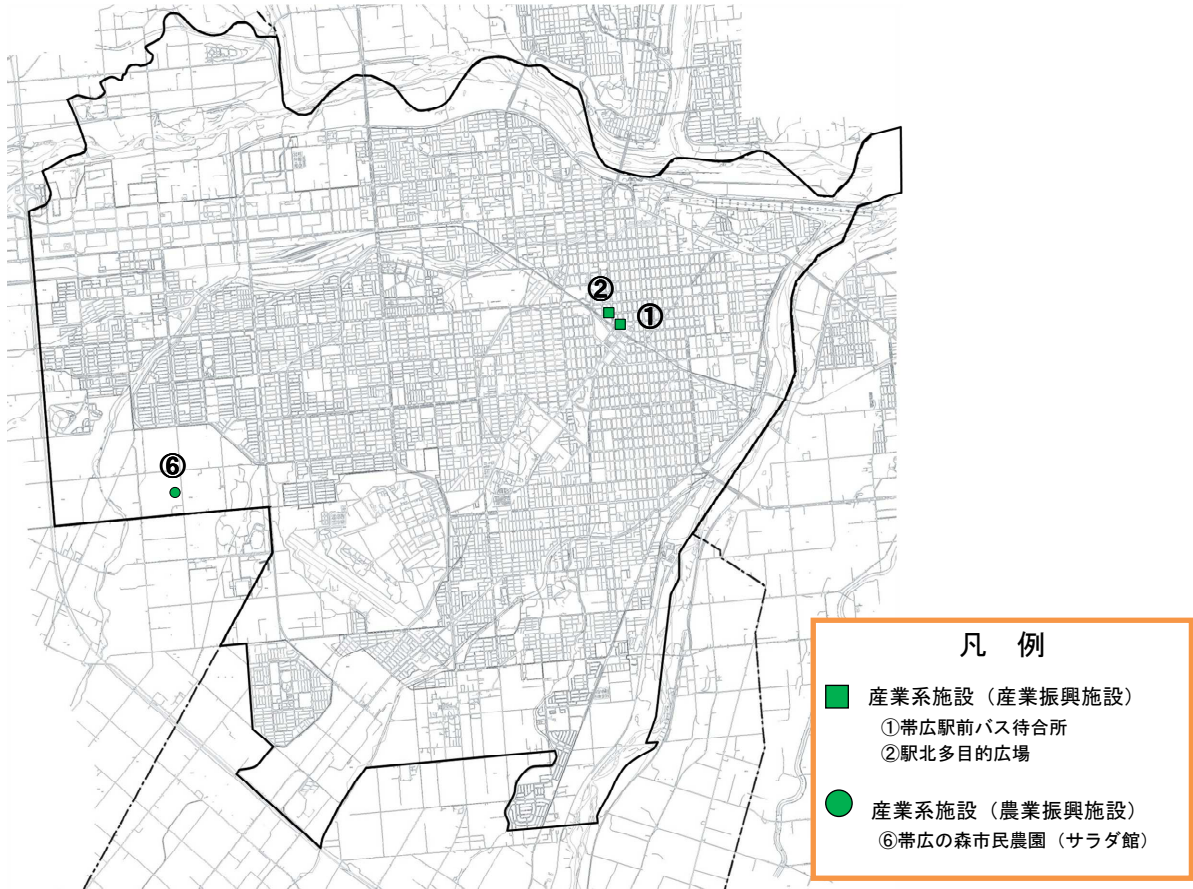 ②
①
⑥
凡 例
産業系施設（産業振興施設）
①帯広駅前バス待合所
②駅北多目的広場
産業系施設（農業振興施設）
⑥帯広の森市民農園（サラダ館）